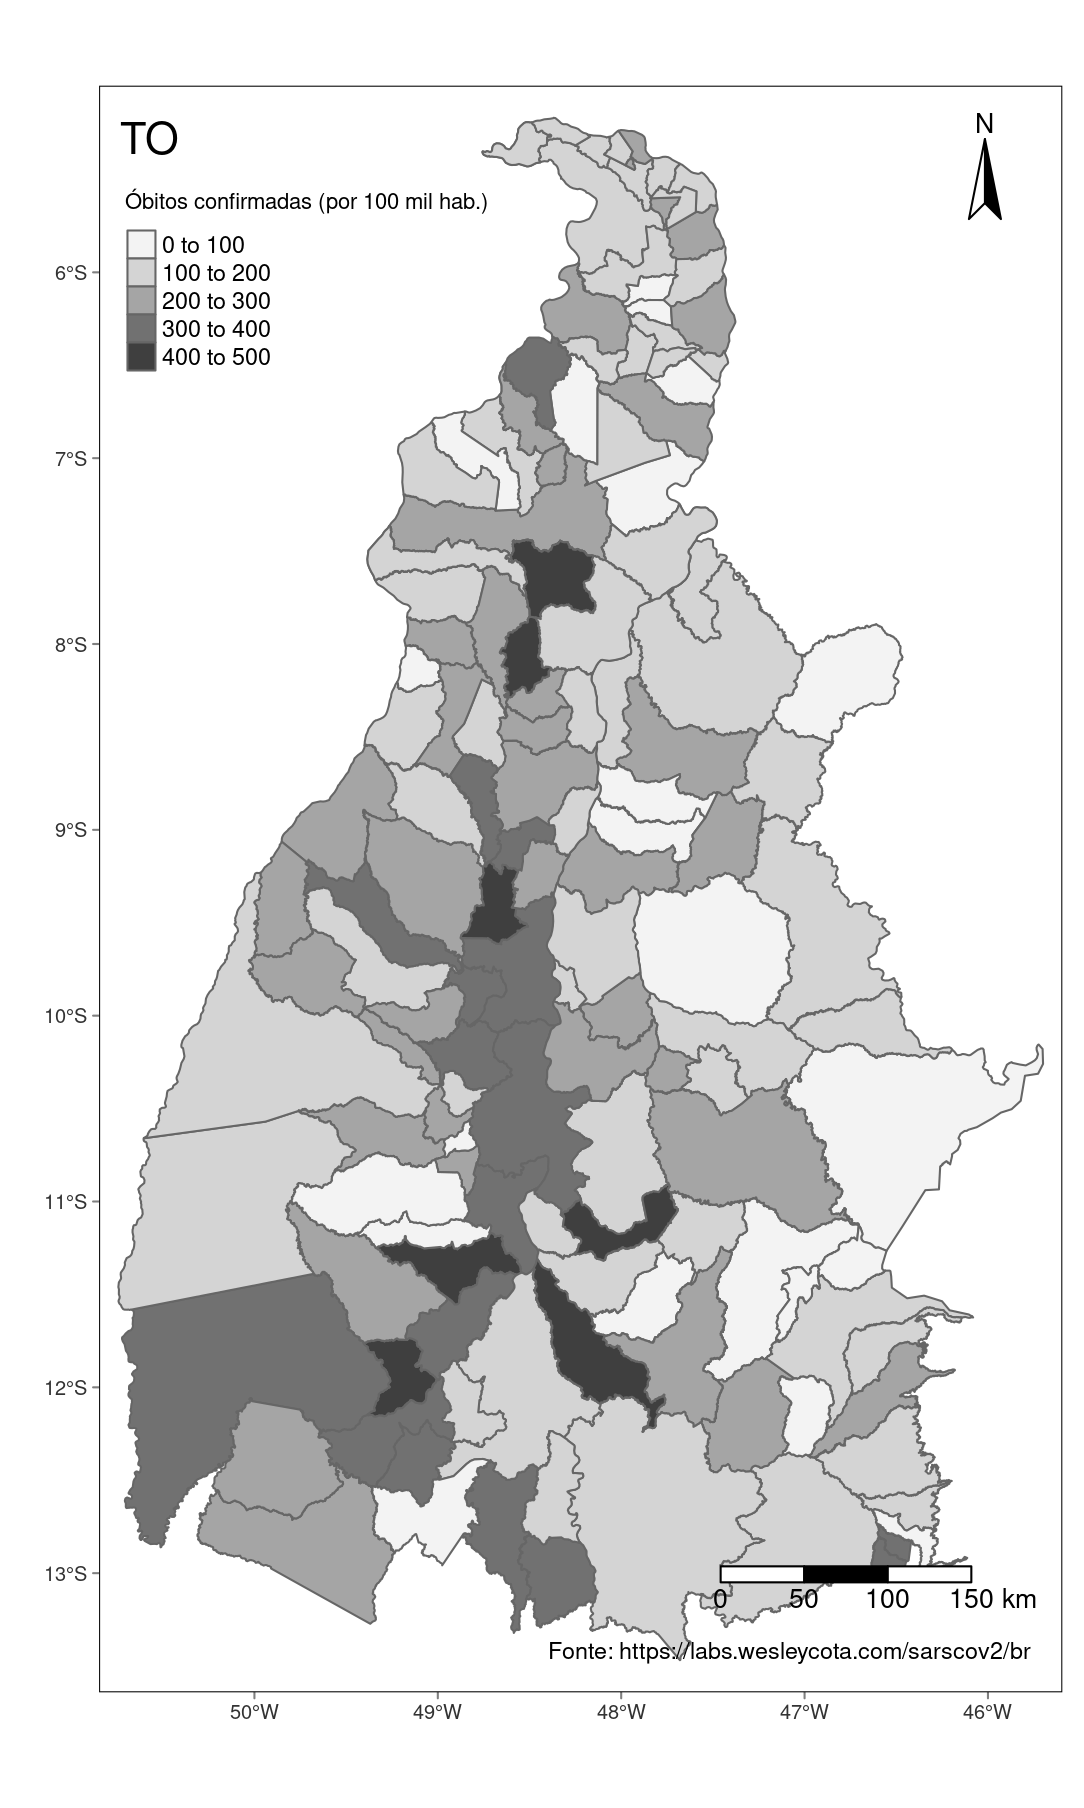 TO
N
Óbitos confirmadas (por 100 mil hab.)
0 to 100
100 to 200
200 to 300
300 to 400
400 to 500
6°S
7°S
8°S
9°S
10°S
11°S
12°S
13°S
0 50 100 150 km
Fonte: https://labs.wesleycota.com/sarscov2/br
50°W 49°W 48°W 47°W 46°W